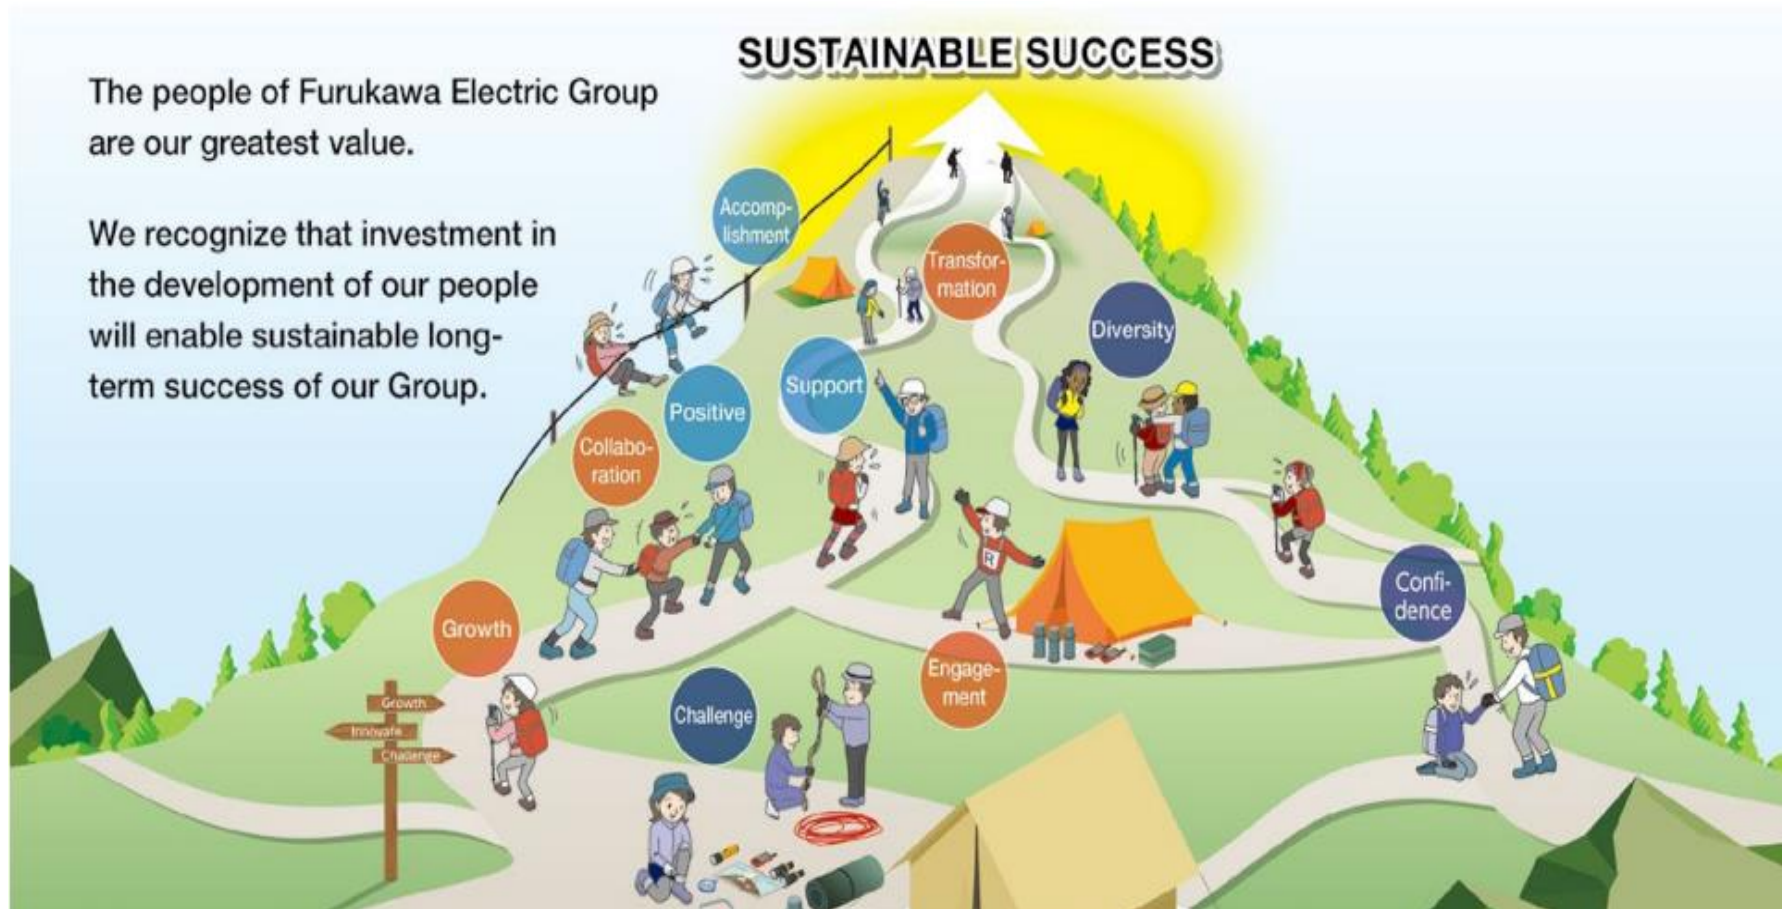 SUSTAINABLE SUCCESS
The people of Furukawa Electric Group
are our greatest value.
We recognize that investment in
the development of our people
will enable sustainable long-
term success of our Group.
Accomp-
lishment
Transfor-
mation
Diversity
Support
Positive
Collabo-
ration
Confi-
dence
Growth
Engage-
ment
Challenge
Growth
Innovate
Challenge
R